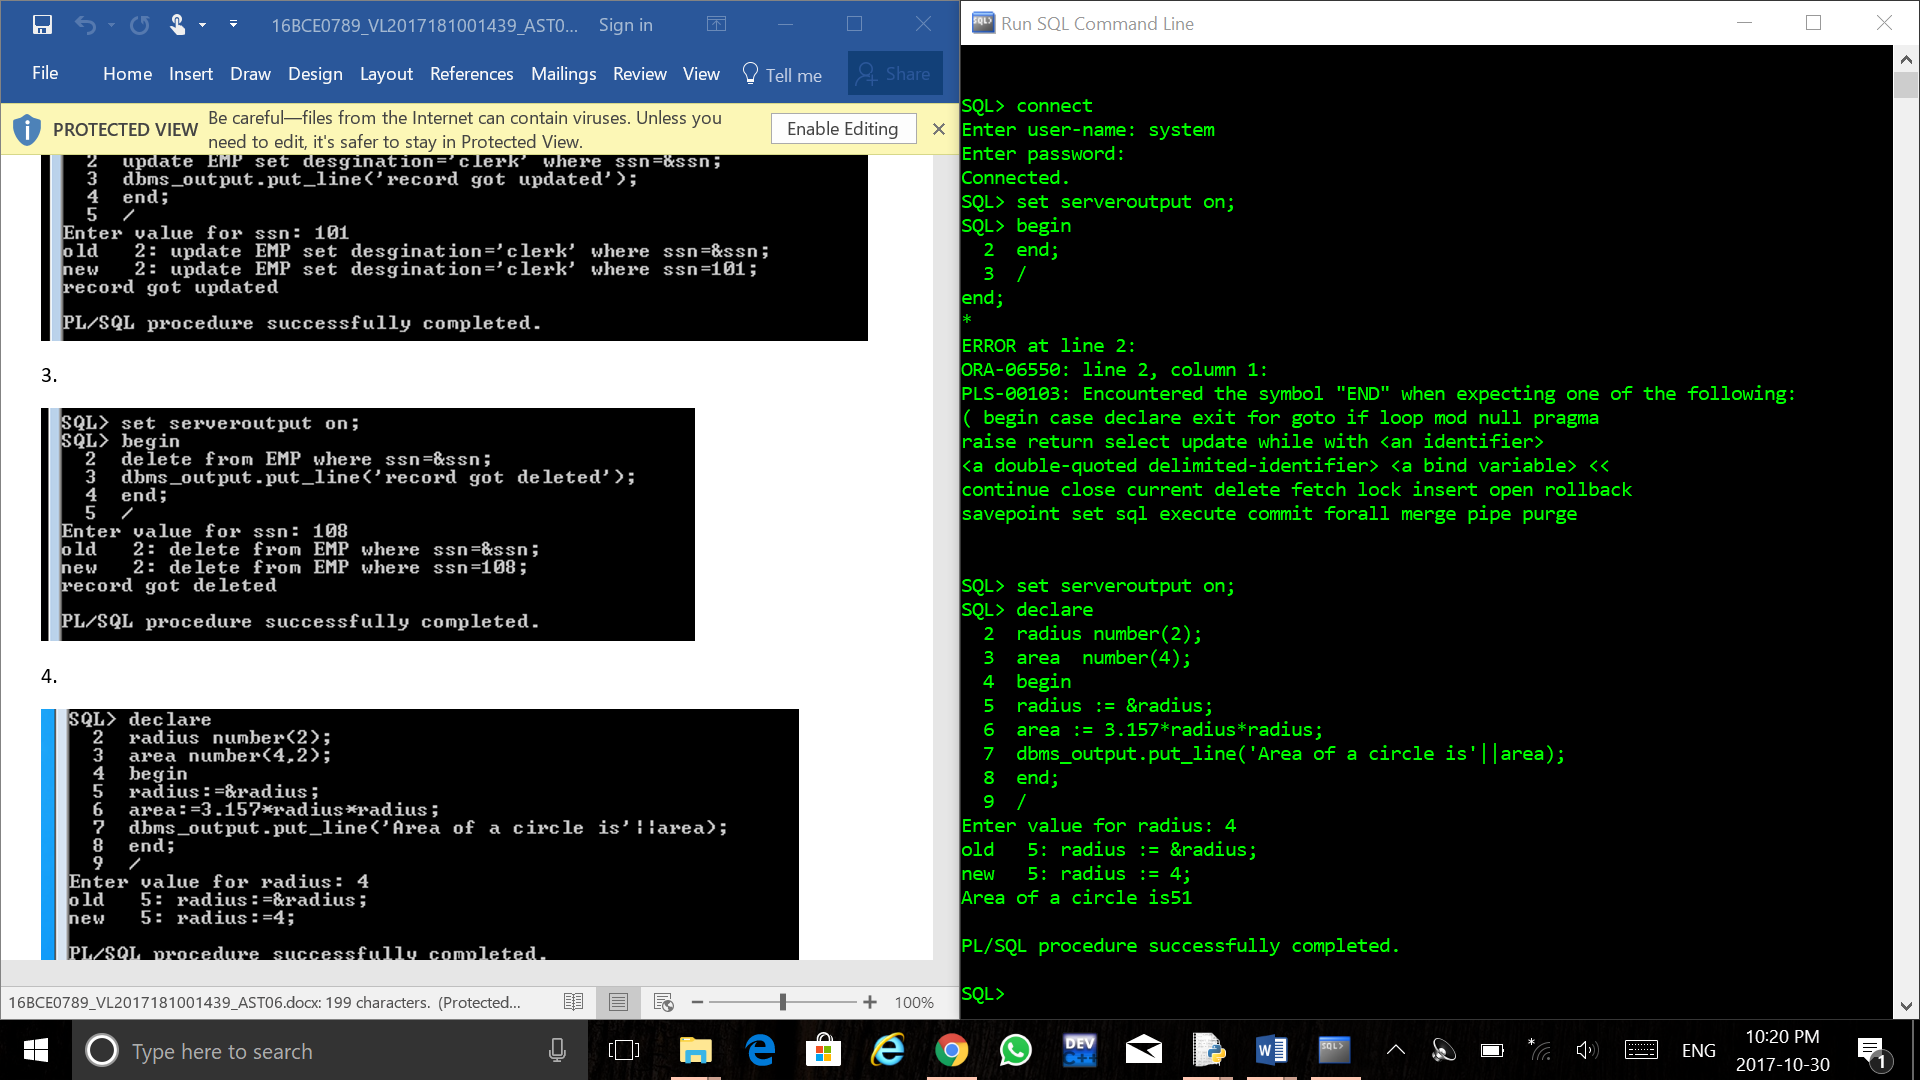 16BCE0789_VL2017181001439_AST0... Sign in
File Home Insert Draw Design Layout References Mailings Review View Tell me Share
PROTECTED VIEW Be careful—files from the Internet can contain viruses. Unless you
need to edit, it's safer to stay in Protected View.
Enable Editing
2 update EMP set desgination='clerk' where ssn=&ssn;
3 dbms_output.put_line('record got updated');
4 end;
5 /
Enter value for ssn: 101
old 2: update EMP set desgination='clerk' where ssn=&ssn;
new 2: update EMP set desgination='clerk' where ssn=101;
record got updated
PL/SQL procedure successfully completed.
3.
SQL> set serveroutput on;
SQL> begin
2 delete from EMP where ssn=&ssn;
3 dbms_output.put_line('record got deleted');
4 end;
5 /
Enter value for ssn: 108
old 2: delete from EMP where ssn=&ssn;
new 2: delete from EMP where ssn=108;
record got deleted
PL/SQL procedure successfully completed.
4.
SQL> declare
2 radius number(2);
3 area number(4,2);
4 begin
5 radius:=&radius;
6 area:=3.157*radius*radius;
7 dbms_output.put_line('Area of a circle is'||area);
8 end;
9 /
Enter value for radius: 4
old 5: radius:=&radius;
new 5: radius:=4;
PL/SQL procedure successfully completed.
16BCE0789_VL2017181001439_AST06.docx: 199 characters. (Protected... 100%
Run SQL Command Line
SQL> connect
Enter user-name: system
Enter password:
Connected.
SQL> set serveroutput on;
SQL> begin
2 end;
3 /
end;
*
ERROR at line 2:
ORA-06550: line 2, column 1:
PLS-00103: Encountered the symbol "END" when expecting one of the following:
( begin case declare exit for goto if loop mod null pragma
raise return select update while with <an identifier>
<a double-quoted delimited-identifier> <a bind variable> <<
continue close current delete fetch lock insert open rollback
savepoint set sql execute commit forall merge pipe purge
SQL> set serveroutput on;
SQL> declare
2 radius number(2);
3 area  number(4);
4 begin
5 radius := &radius;
6 area := 3.157*radius*radius;
7 dbms_output.put_line('Area of a circle is'||area);
8 end;
9 /
Enter value for radius: 4
old 5: radius := &radius;
new 5: radius := 4;
Area of a circle is51
PL/SQL procedure successfully completed.
SQL>
Type here to search
DEV C++
SQL>
ENG
10:20 PM
2017-10-30
1